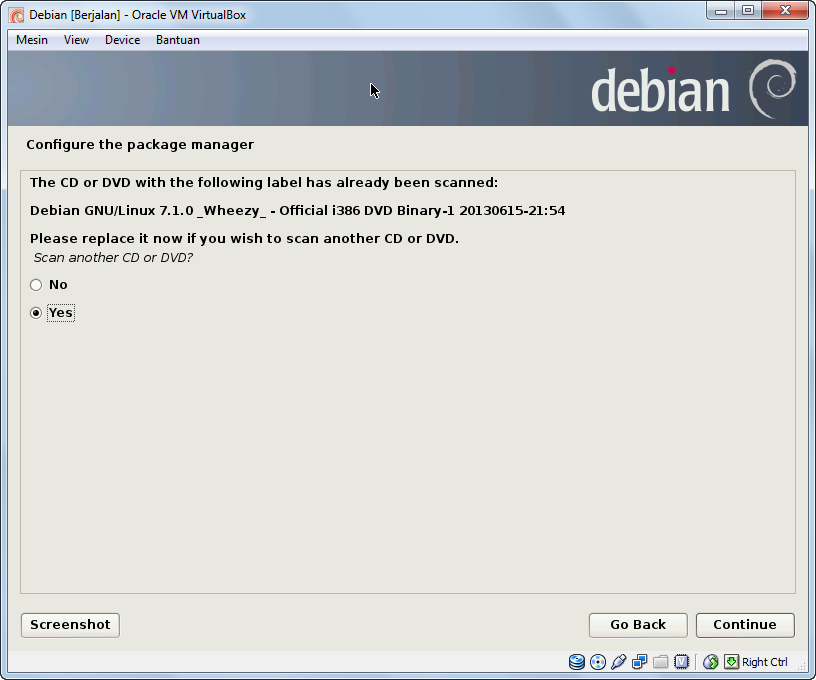 Debian [Berjalan] - Oracle VM VirtualBox
Mesin View Device Bantuan
debian
Configure the package manager
The CD or DVD with the following label has already been scanned:
Debian GNU/Linux 7.1.0 _Wheezy_ - Official i386 DVD Binary-1 20130615-21:54
Please replace it now if you wish to scan another CD or DVD.
Scan another CD or DVD?
No
Yes
Screenshot Go Back Continue
Right Ctrl